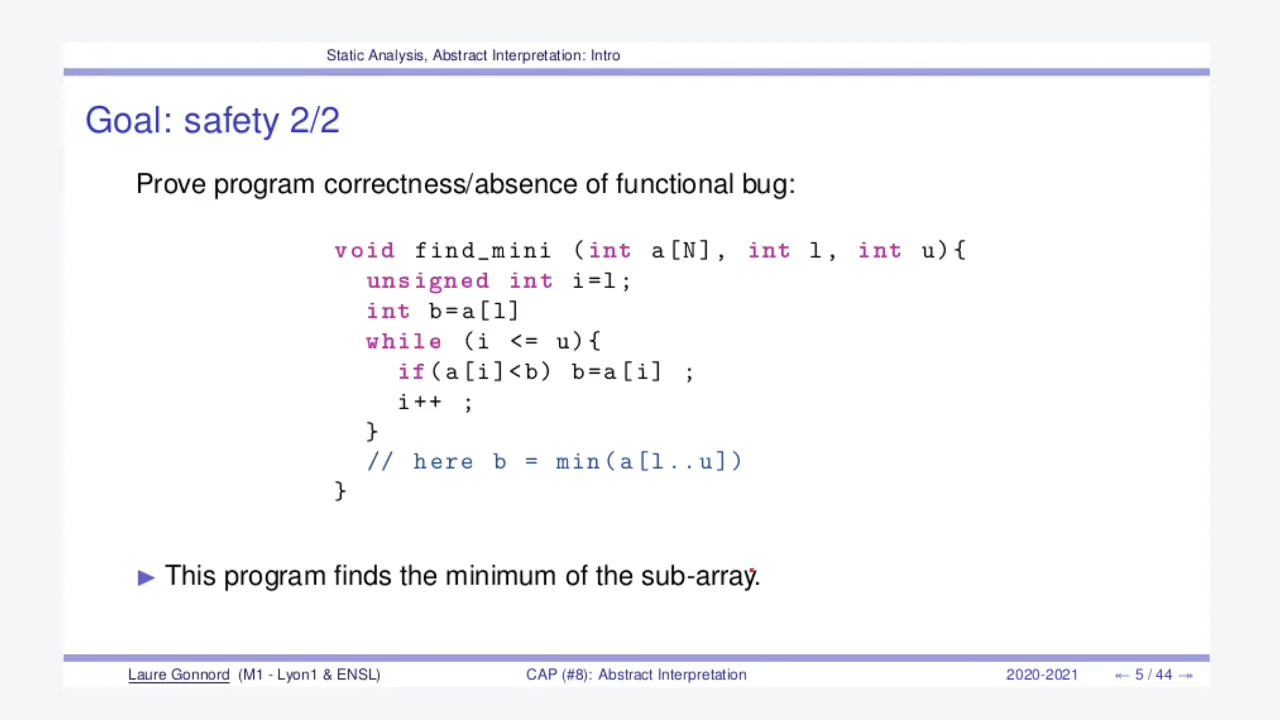 Static Analysis, Abstract Interpretation: Intro
Goal: safety 2/2
Prove program correctness/absence of functional bug:
void find_mini (int a[N], int l, int u){
unsigned int i=l;
int b=a[l]
while (i <= u){
if(a[i]<b) b=a[i] ;
i++ ;
}
// here b = min(a[l..u])
}
▶ This program finds the minimum of the sub-array.
Laure Gonnord (M1 - Lyon1 & ENSL) CAP (#8): Abstract Interpretation 2020-2021 ← 5 / 44 →